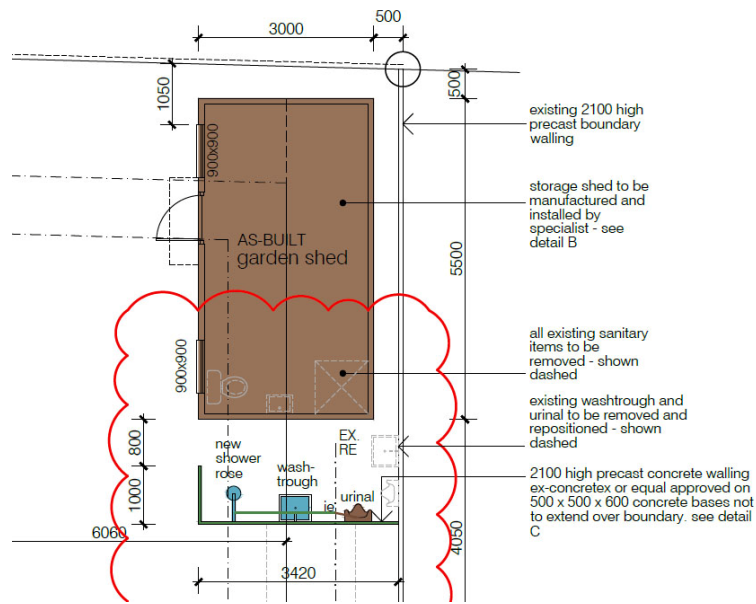 3000
500
1050
500
900x900
existing 2100 high
precast boundary
walling
storage shed to be
manufactured and
installed by
specialist - see
detail B
AS-BUILT
garden shed
5500
all existing sanitary
items to be
removed - shown
dashed
900x900
existing washtrough and
urinal to be removed and
repositioned - shown
dashed
800
new
shower
rose
EX.
RE
wash-
trough
ie
urinal
1000
2100 high precast concrete walling
ex-concretex or equal approved on
500 x 500 x 600 concrete bases not
to extend over boundary. see detail
C
6060
4050
3420